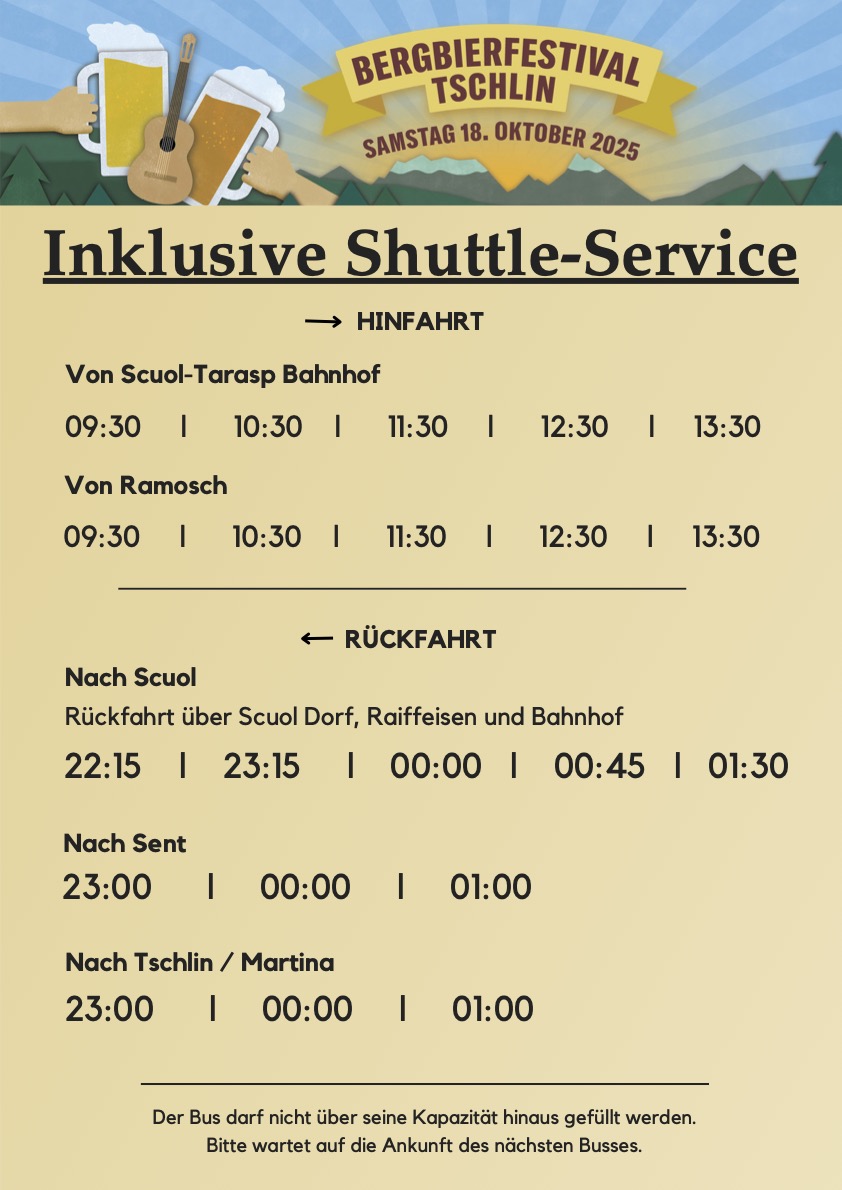 BERGBIERFESTIVAL
TSCHLIN
SAMSTAG 18. OKTOBER 2025
Inklusive Shuttle-Service
→ HINFAHRT
Von Scuol-Tarasp Bahnhof
09:30 | 10:30 | 11:30 | 12:30 | 13:30
Von Ramosch
09:30 | 10:30 | 11:30 | 12:30 | 13:30
← RÜCKFAHRT
Nach Scuol
Rückfahrt über Scuol Dorf, Raiffeisen und Bahnhof
22:15 | 23:15 | 00:00 | 00:45 | 01:30
Nach Sent
23:00 | 00:00 | 01:00
Nach Tschlin / Martina
23:00 | 00:00 | 01:00
Der Bus darf nicht über seine Kapazität hinaus gefüllt werden.
Bitte wartet auf die Ankunft des nächsten Busses.